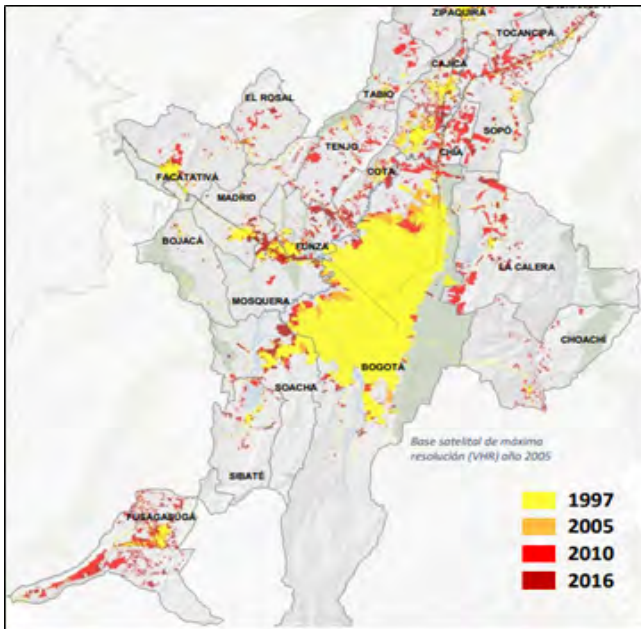 ZIPAQUIRÁ
TOCANCIPÁ
CAJICÁ
TABIO
EL ROSAL
SOPÓ
TENJO
CHÍA
COTA
FACATATIVÁ
MADRID
BOJACÁ
FUNZA
LA CALERA
MOSQUERA
CHOACHÍ
BOGOTÁ
SOACHA
Base satelital de máxima
resolución (VHR) año 2005
SIBATÉ
1997
FUSAGASUGÁ
2005
2010
2016